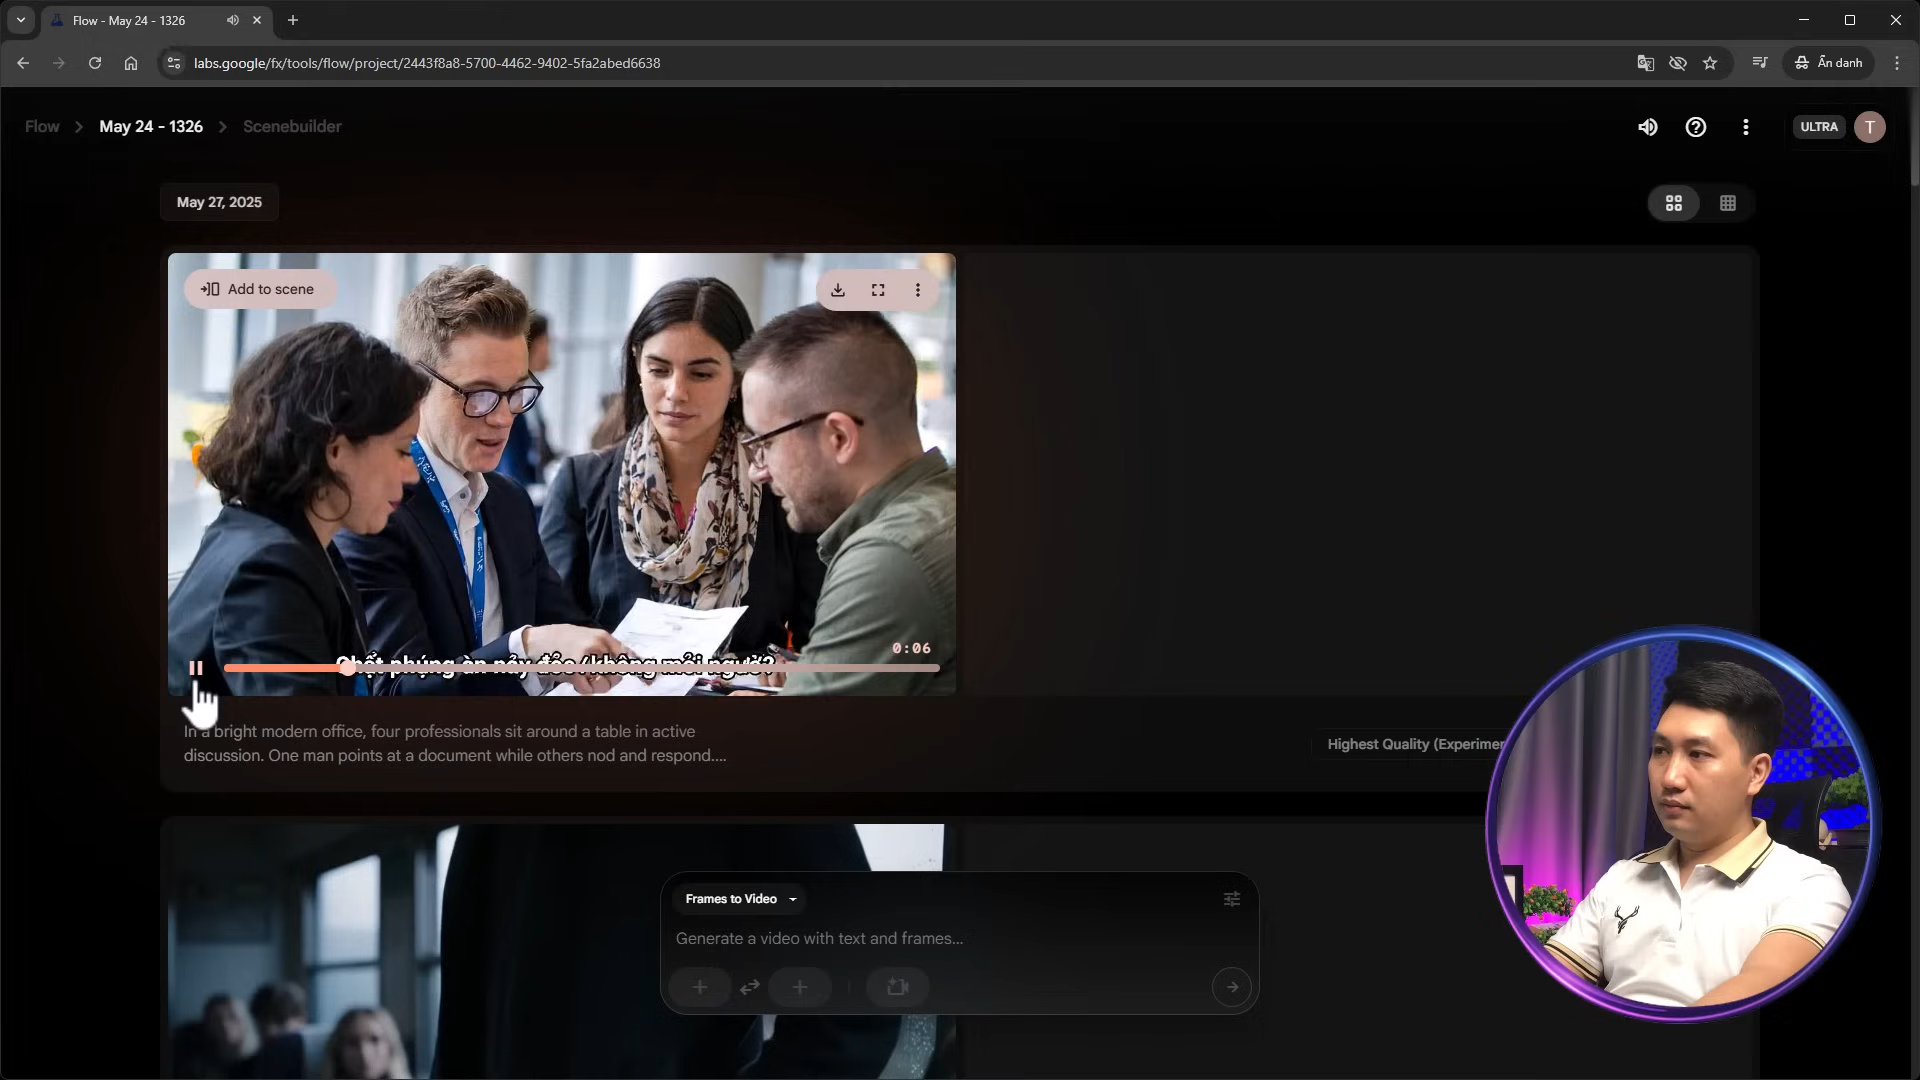 Flow - May 24 - 1326
labs.google/fx/tools/flow/project/2443f8a8-5700-4462-9402-5fa2abed6638
Ẩn danh
Flow > May 24 - 1326 > Scenebuilder
ULTRA
T
May 27, 2025
Add to scene
0:06
In a bright modern office, four professionals sit around a table in active
discussion. One man points at a document while others nod and respond....
Highest Quality (Experimen
Frames to Video
Generate a video with text and frames...